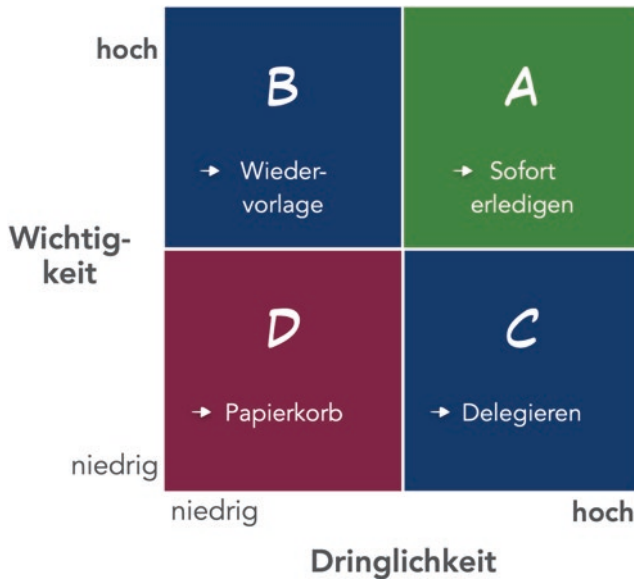 hoch
B
A
→ Wieder-
vorlage
→ Sofort
erledigen
Wichtig-
keit
D
C
→ Papierkorb
→ Delegieren
niedrig
niedrig
hoch
Dringlichkeit